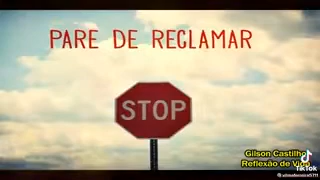 PARE DE RECLAMAR
STOP
Gilson Castilho
Reflexão de Vida
TikTok